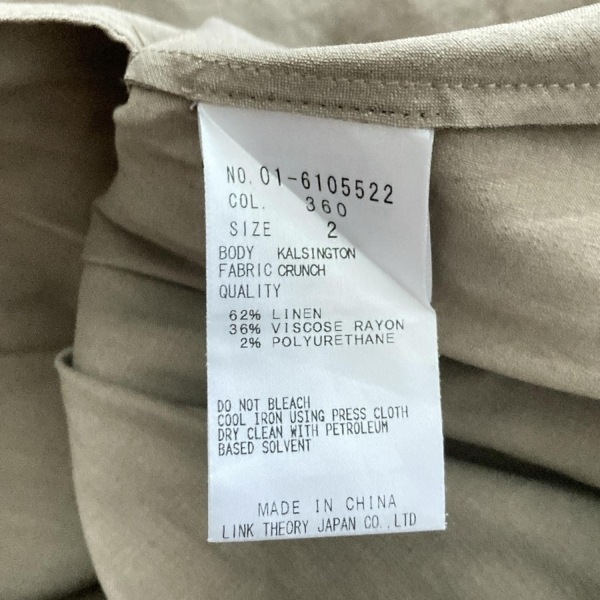 NO. 01-6105522
COL. 360
SIZE 2
BODY KALSINGTON
FABRIC CRUNCH
QUALITY
62% LINEN
36% VISCOSE RAYON
2% POLYURETHANE
DO NOT BLEACH
COOL IRON USING PRESS CLOTH
DRY CLEAN WITH PETROLEUM
BASED SOLVENT
MADE IN CHINA
LINK THEORY JAPAN CO., LTD